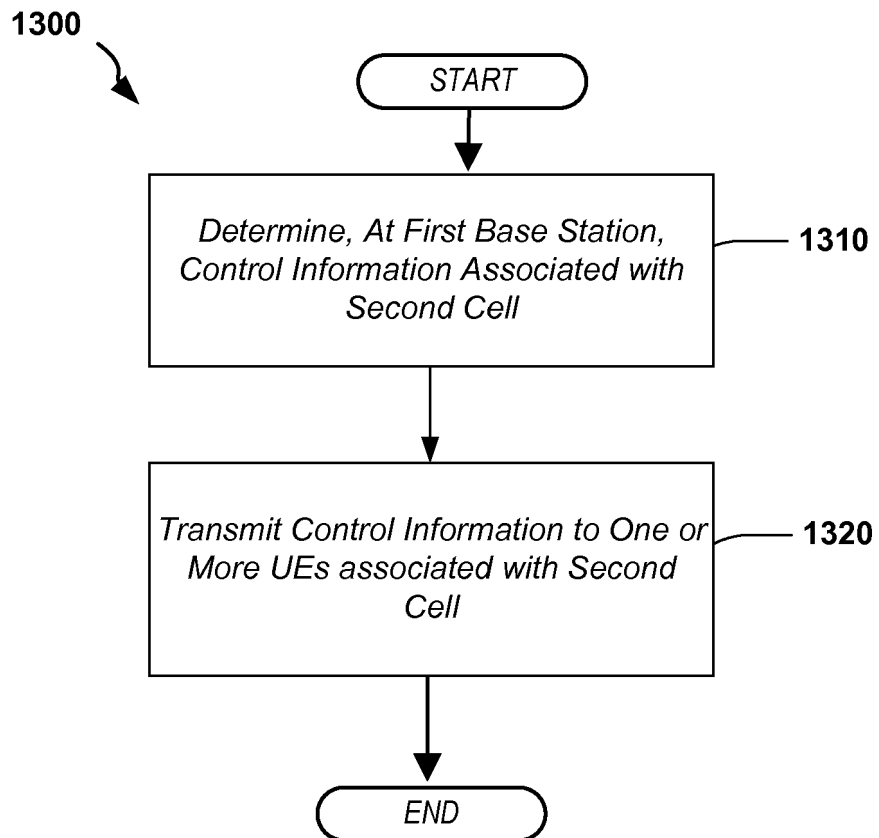 1300
START
Determine, At First Base Station,
Control Information Associated with
Second Cell
1310
Transmit Control Information to One or
More UEs associated with Second
Cell
1320
END